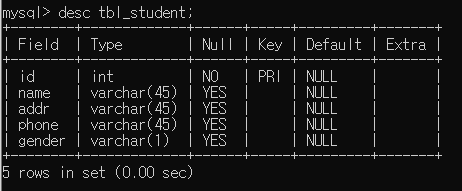 mysql> desc tbl_student;
+--------+-------------+------+-----+---------+-------+
| Field  | Type        | Null | Key | Default | Extra |
+--------+-------------+------+-----+---------+-------+
| id     | int         | NO   | PRI | NULL    |       |
| name   | varchar(45) | YES  |     | NULL    |       |
| addr   | varchar(45) | YES  |     | NULL    |       |
| phone  | varchar(45) | YES  |     | NULL    |       |
| gender | varchar(1)  | YES  |     | NULL    |       |
+--------+-------------+------+-----+---------+-------+
5 rows in set (0.00 sec)